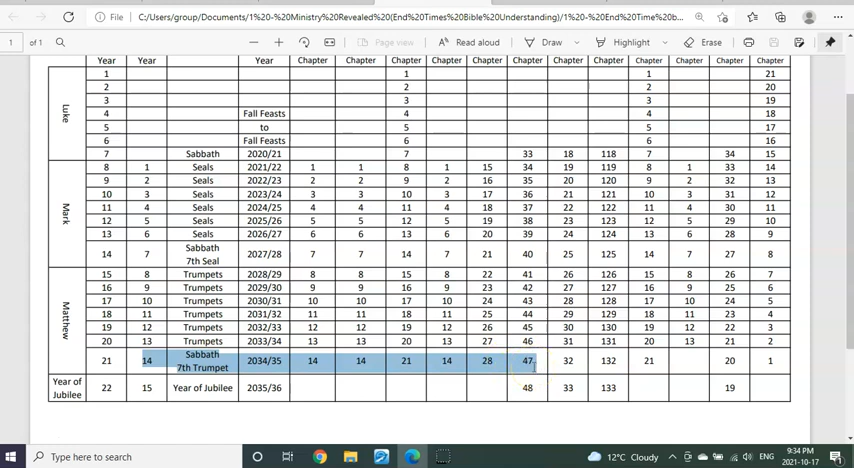 File C:/Users/group/Documents/1%20-%20Ministry%20Revealed%20(End%20Times%20Bible%20Understanding)/1%20-%20End%20Time%20b...
1 of 1 Page view Read aloud Draw Highlight Erase
Year Year Year Chapter Chapter Chapter Chapter Chapter Chapter Chapter Chapter Chapter Chapter Chapter Chapter
Luke
1 1 1 21
2 2 2 20
3 3 3 19
4 Fall Feasts 4 4 18
5 to 5 5 17
6 Fall Feasts 6 6 16
7 Sabbath 2020/21 7 33 18 118 7 34 15
Mark
8 1 Seals 2021/22 1 1 8 1 15 34 19 119 8 1 33 14
9 2 Seals 2022/23 2 2 9 2 16 35 20 120 9 2 32 13
10 3 Seals 2023/24 3 3 10 3 17 36 21 121 10 3 31 12
11 4 Seals 2024/25 4 4 11 4 18 37 22 122 11 4 30 11
12 5 Seals 2025/26 5 5 12 5 19 38 23 123 12 5 29 10
13 6 Seals 2026/27 6 6 13 6 20 39 24 124 13 6 28 9
14 7 Sabbath 7th Seal 2027/28 7 7 14 7 21 40 25 125 14 7 27 8
Matthew
15 8 Trumpets 2028/29 8 8 15 8 22 41 26 126 15 8 26 7
16 9 Trumpets 2029/30 9 9 16 9 23 42 27 127 16 9 25 6
17 10 Trumpets 2030/31 10 10 17 10 24 43 28 128 17 10 24 5
18 11 Trumpets 2031/32 11 11 18 11 25 44 29 129 18 11 23 4
19 12 Trumpets 2032/33 12 12 19 12 26 45 30 130 19 12 22 3
20 13 Trumpets 2033/34 13 13 20 13 27 46 31 131 20 13 21 2
21 14 Sabbath 7th Trumpet 2034/35 14 14 21 14 28 47 32 132 21 20 1
Year of Jubilee 22 15 Year of Jubilee 2035/36 48 33 133 19
Type here to search 12°C Cloudy ENG 9:34 PM
2021-10-17